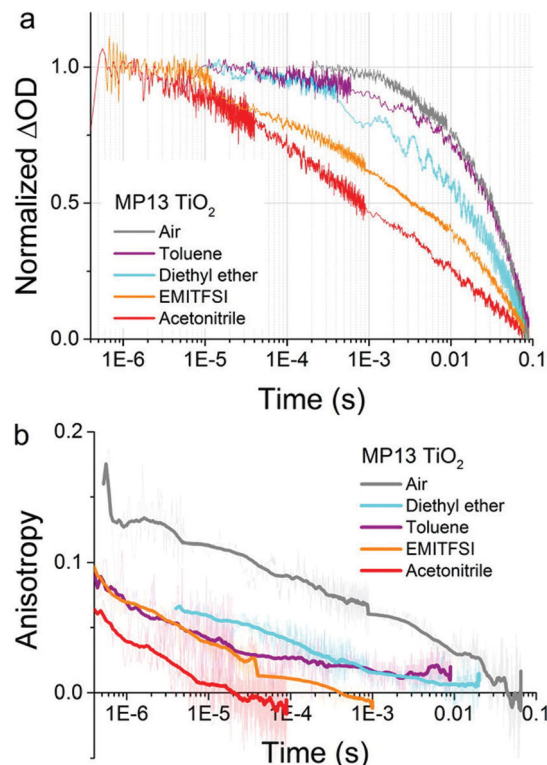 a
1.0
0.5
0.0
Normalized ΔOD
MP13 TiO₂
Air
Toluene
Diethyl ether
EMITFSI
Acetonitrile
1E-6 1E-5 1E-4 1E-3 0.01 0.1
Time (s)
b
0.2
0.1
0.0
Anisotropy
MP13 TiO₂
Air
Diethyl ether
Toluene
EMITFSI
Acetonitrile
1E-6 1E-5 1E-4 1E-3 0.01 0.1
Time (s)